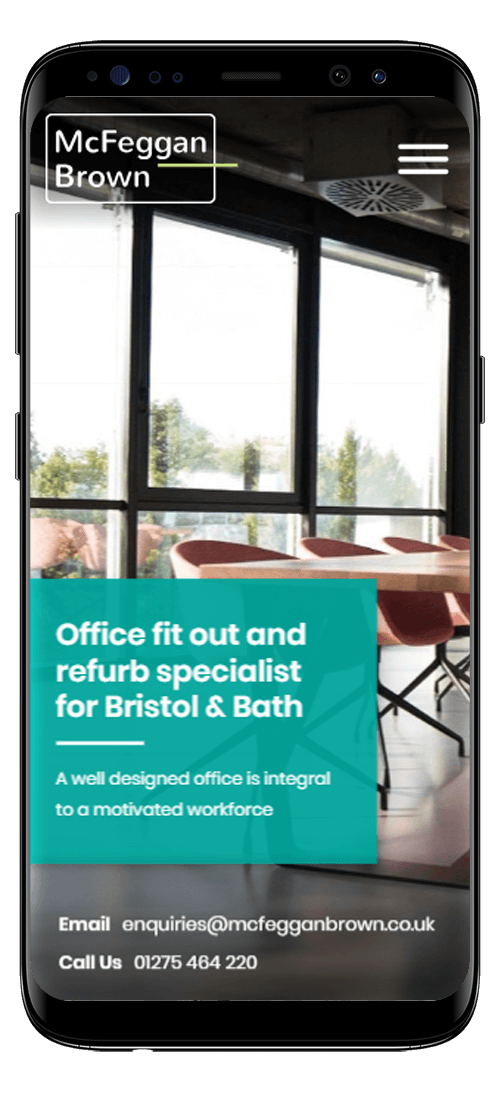 McFeggan
Brown
Office fit out and
refurb specialist
for Bristol & Bath
A well designed office is integral
to a motivated workforce
Email enquiries@mcfegganbrown.co.uk
Call Us 01275 464 220